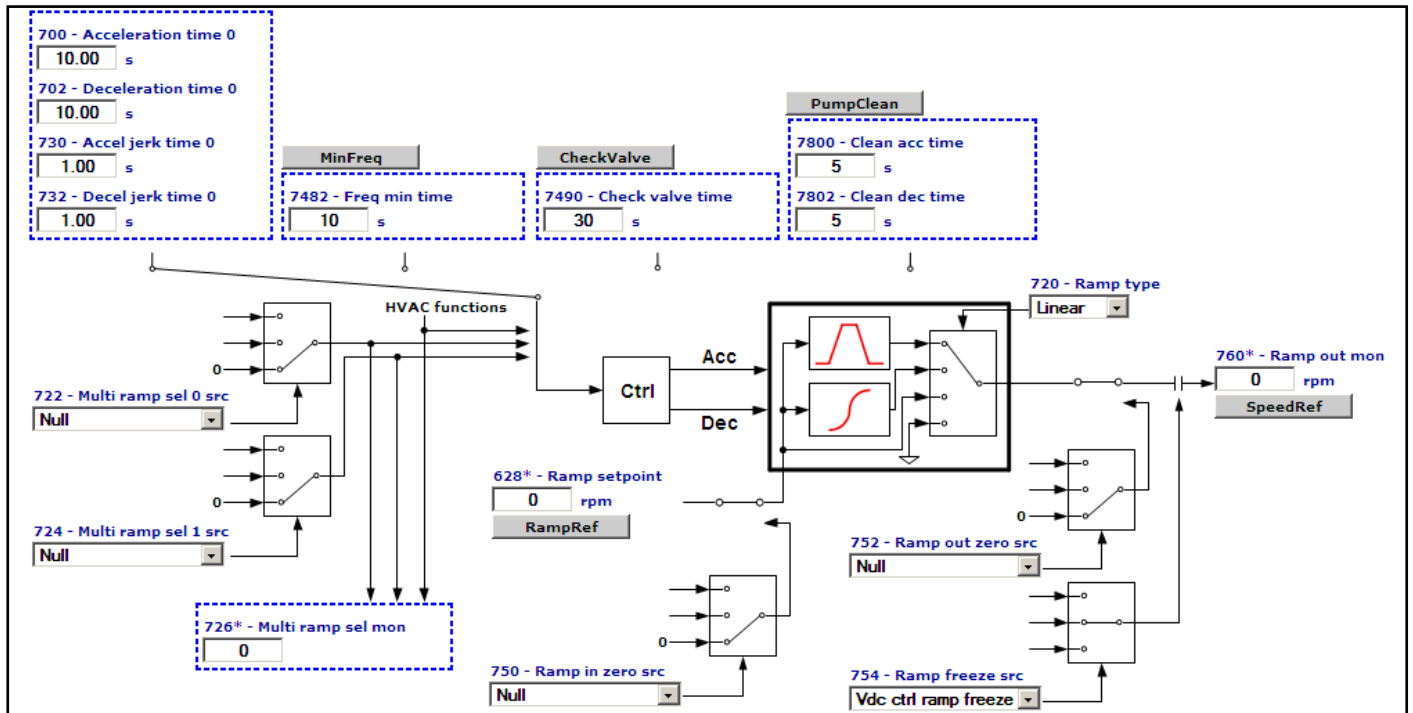 700 - Acceleration time 0
10.00 s
702 - Deceleration time 0
10.00 s
730 - Accel jerk time 0
1.00 s
732 - Decel jerk time 0
1.00 s
MinFreq
7482 - Freq min time
10 s
CheckValve
7490 - Check valve time
30 s
PumpClean
7800 - Clean acc time
5 s
7802 - Clean dec time
5 s
HVAC functions
0
722 - Multi ramp sel 0 src
Null
0
724 - Multi ramp sel 1 src
Null
726* - Multi ramp sel mon
0
Ctrl
Acc
Dec
628* - Ramp setpoint
0 rpm
RampRef
0
750 - Ramp in zero src
Null
720 - Ramp type
Linear
760* - Ramp out mon
0 rpm
SpeedRef
0
752 - Ramp out zero src
Null
754 - Ramp freeze src
Vdc ctrl ramp freeze